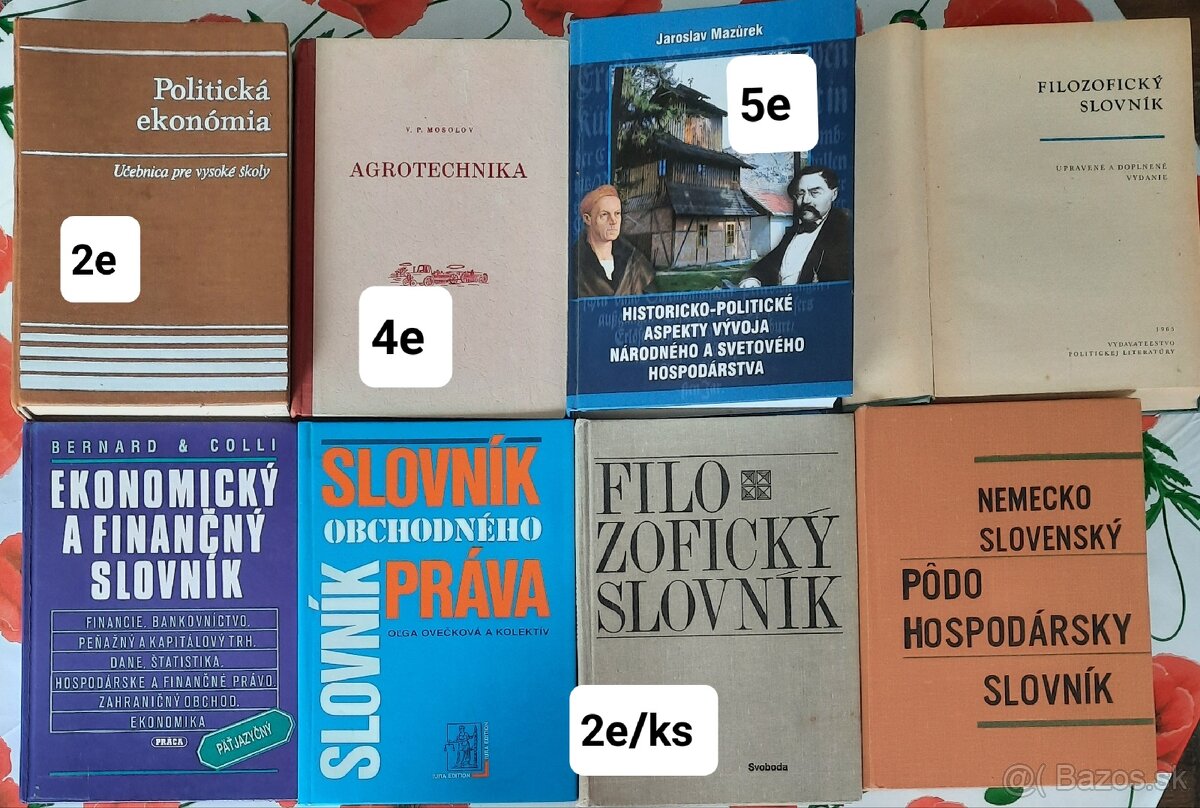 Politická
ekonómia
Učebnica pre vysoké školy
2e
V. P. MOSOLOV
AGROTECHNIKA
4e
Jaroslav Mazůrek
5e
HISTORICKO-POLITICKÉ
ASPEKTY VÝVOJA
NÁRODNÉHO A SVETOVÉHO
HOSPODÁRSTVA
FILOZOFICKÝ
SLOVNÍK
UPRAVENÉ A DOPLNENÉ
VYDANIE
1965
VYDAVATEĽSTVO
POLITICKEJ LITERATÚRY
BERNARD & COLLI
EKONOMICKÝ
A FINANČNÝ
SLOVNÍK
FINANCIE, BANKOVNÍCTVO,
PEŇAŽNÝ A KAPITÁLOVÝ TRH,
DANE, ŠTATISTIKA,
HOSPODÁRSKE A FINANČNÉ PRÁVO,
ZAHRANIČNÝ OBCHOD,
EKONOMIKA
PRÁCA
PÄŤJAZYČNÝ
SLOVNÍK
OBCHODNÉHO
PRÁVA
OĽGA OVEČKOVÁ A KOLEKTÍV
SLOVNÍK
IURA EDITION
IURA EDITION
FILO
ZOFICKÝ
SLOVNÍK
2e/ks
Svoboda
NEMECKO
SLOVENSKÝ
PÔDO
HOSPODÁRSKY
SLOVNÍK
@( Bazos.sk